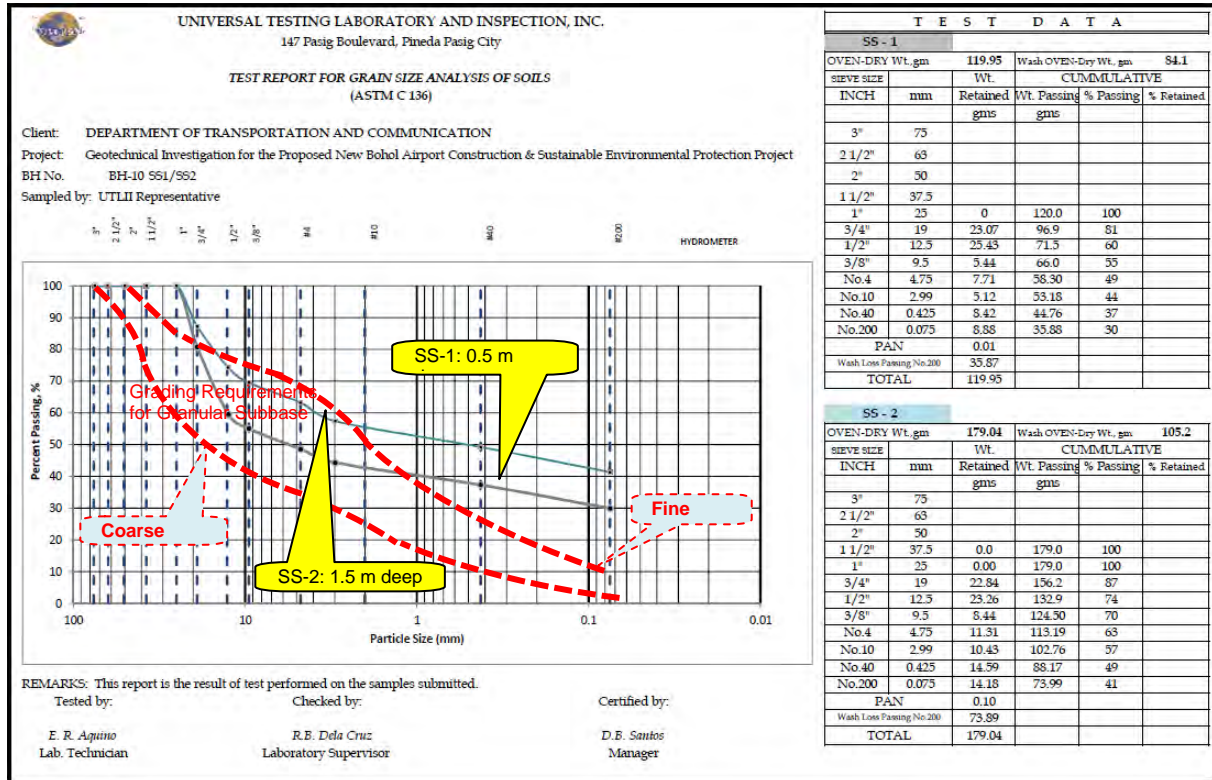 UNIVERSAL TESTING LABORATORY AND INSPECTION, INC.
147 Pasig Boulevard, Pineda Pasig City
TEST REPORT FOR GRAIN SIZE ANALYSIS OF SOILS
(ASTM C 136)
Client: DEPARTMENT OF TRANSPORTATION AND COMMUNICATION
Project: Geotechnical Investigation for the Proposed New Bohol Airport Construction & Sustainable Environmental Protection Project
BH No. BH-10 SS1/SS2
Sampled by: UTLII Representative
3" 2 1/2" 2" 1 1/2" 1" 3/4" 1/2" 3/8" #4 #10 #40 #200 HYDROMETER
100
90
80
70
60
50
40
30
20
10
0
Percent Passing, %
SS-1: 0.5 m
Grading Requirements
for Granular Subbase
Coarse
Fine
SS-2: 1.5 m deep
100 10 1 0.1 0.01
Particle Size (mm)
REMARKS: This report is the result of test performed on the samples submitted.
Tested by: Checked by: Certified by:
E. R. Aquino R.B. Dela Cruz D.B. Santos
Lab. Technician Laboratory Supervisor Manager
T E S T D A T A
SS - 1
OVEN-DRY Wt.,gm 119.95 Wash OVEN-Dry Wt., gm 84.1
SIEVE SIZE Wt. CUMMULATIVE
INCH mm Retained Wt. Passing % Passing % Retained
gms gms
3" 75
2 1/2" 63
2" 50
1 1/2" 37.5
1" 25 0 120.0 100
3/4" 19 23.07 96.9 81
1/2" 12.5 25.43 71.5 60
3/8" 9.5 5.44 66.0 55
No.4 4.75 7.71 58.30 49
No.10 2.99 5.12 53.18 44
No.40 0.425 8.42 44.76 37
No.200 0.075 8.88 35.88 30
PAN 0.01
Wash Loss Passing No.200 35.87
TOTAL 119.95
SS - 2
OVEN-DRY Wt.,gm 179.04 Wash OVEN-Dry Wt., gm 105.2
SIEVE SIZE Wt. CUMMULATIVE
INCH mm Retained Wt. Passing % Passing % Retained
gms gms
3" 75
2 1/2" 63
2" 50
1 1/2" 37.5 0.0 179.0 100
1" 25 0.00 179.0 100
3/4" 19 22.84 156.2 87
1/2" 12.5 23.26 132.9 74
3/8" 9.5 8.44 124.50 70
No.4 4.75 11.31 113.19 63
No.10 2.99 10.43 102.76 57
No.40 0.425 14.59 88.17 49
No.200 0.075 14.18 73.99 41
PAN 0.10
Wash Loss Passing No.200 73.89
TOTAL 179.04